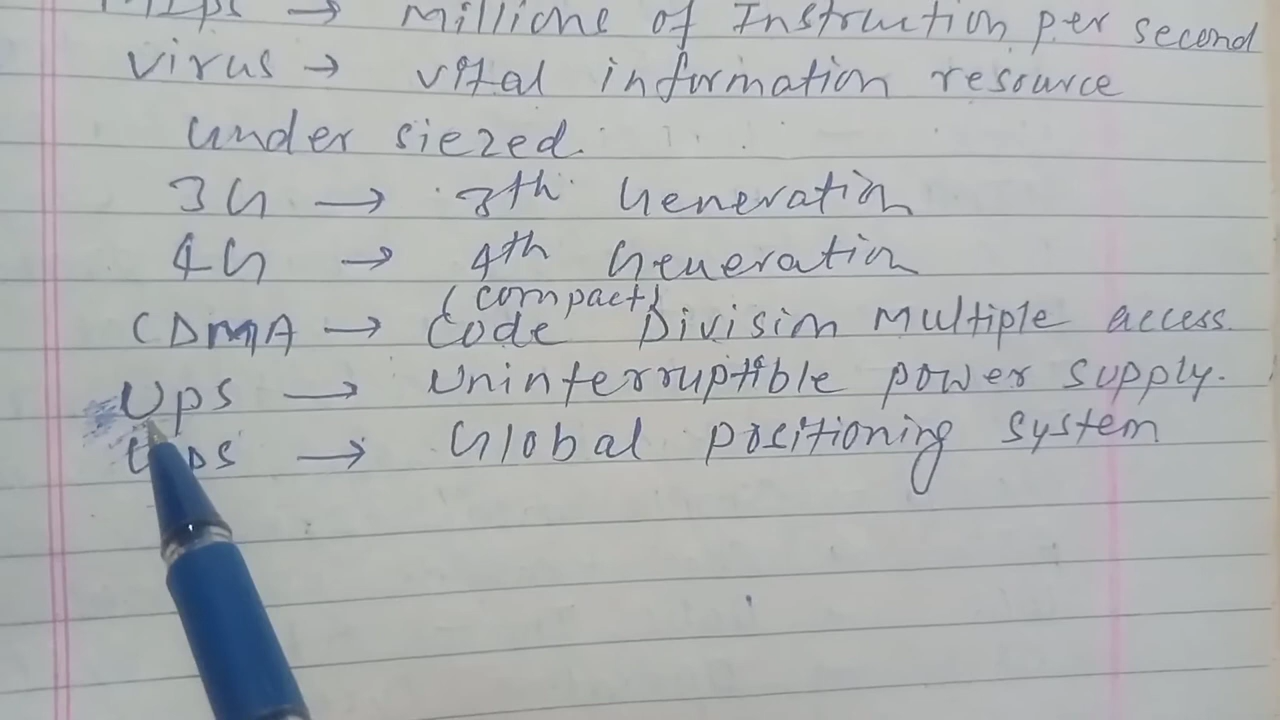 Millions of Instruction per second
virus → vital information resource
under siezed.
3G → 3th Generation
4G → 4th Generation
(compact)
CDMA → Code Division Multiple access.
Ups → Uninterruptible power supply.
→ Global positioning system